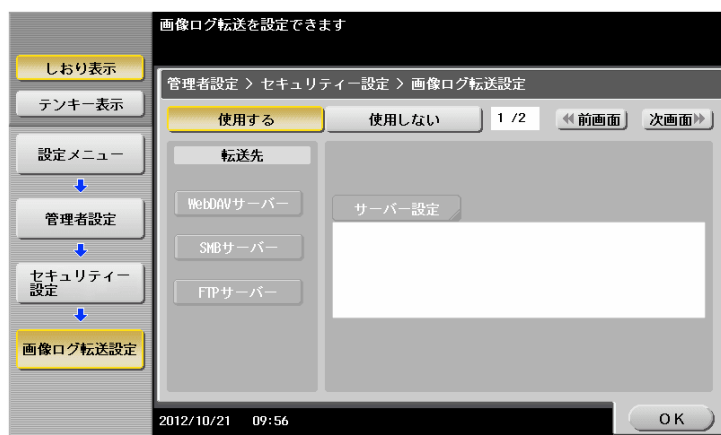 画像ログ転送を設定できます
しおり表示
テンキー表示
設定メニュー
管理者設定
セキュリティー
設定
画像ログ転送設定
管理者設定 > セキュリティー設定 > 画像ログ転送設定
使用する
使用しない
1 /2
前画面
次画面
転送先
WebDAVサーバー
SMBサーバー
FTPサーバー
サーバー設定
2012/10/21 09:56
OK